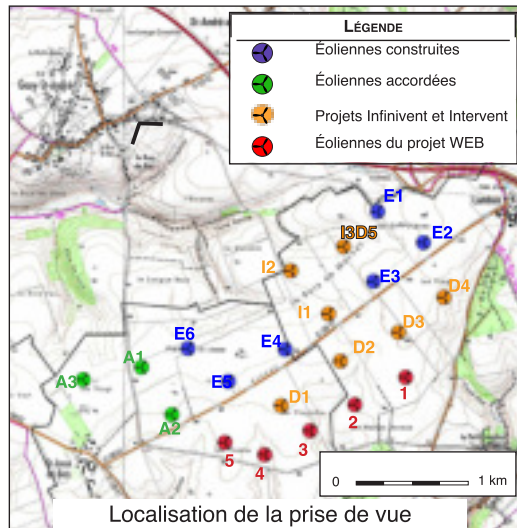 LÉGENDE
Éoliennes construites
Éoliennes accordées
Projets Infinivent et Intervent
Éoliennes du projet WEB
E1
I3D5
E2
I2
E3
D4
I1
D3
E6
E4
D2
A1
A3
E5
1
D1
2
A2
3
5
4
0
1 km
Localisation de la prise de vue